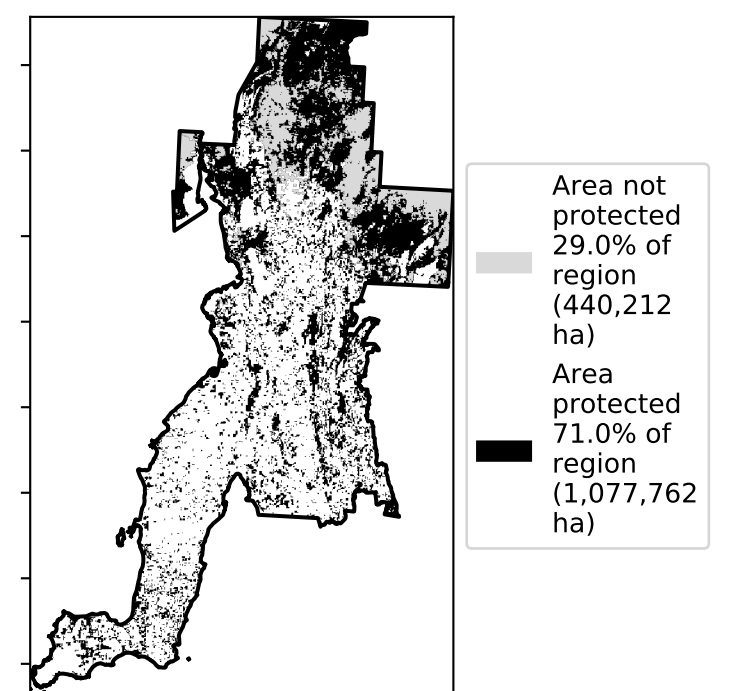 Area not
protected
29.0% of
region
(440,212
ha)
Area
protected
71.0% of
region
(1,077,762
ha)